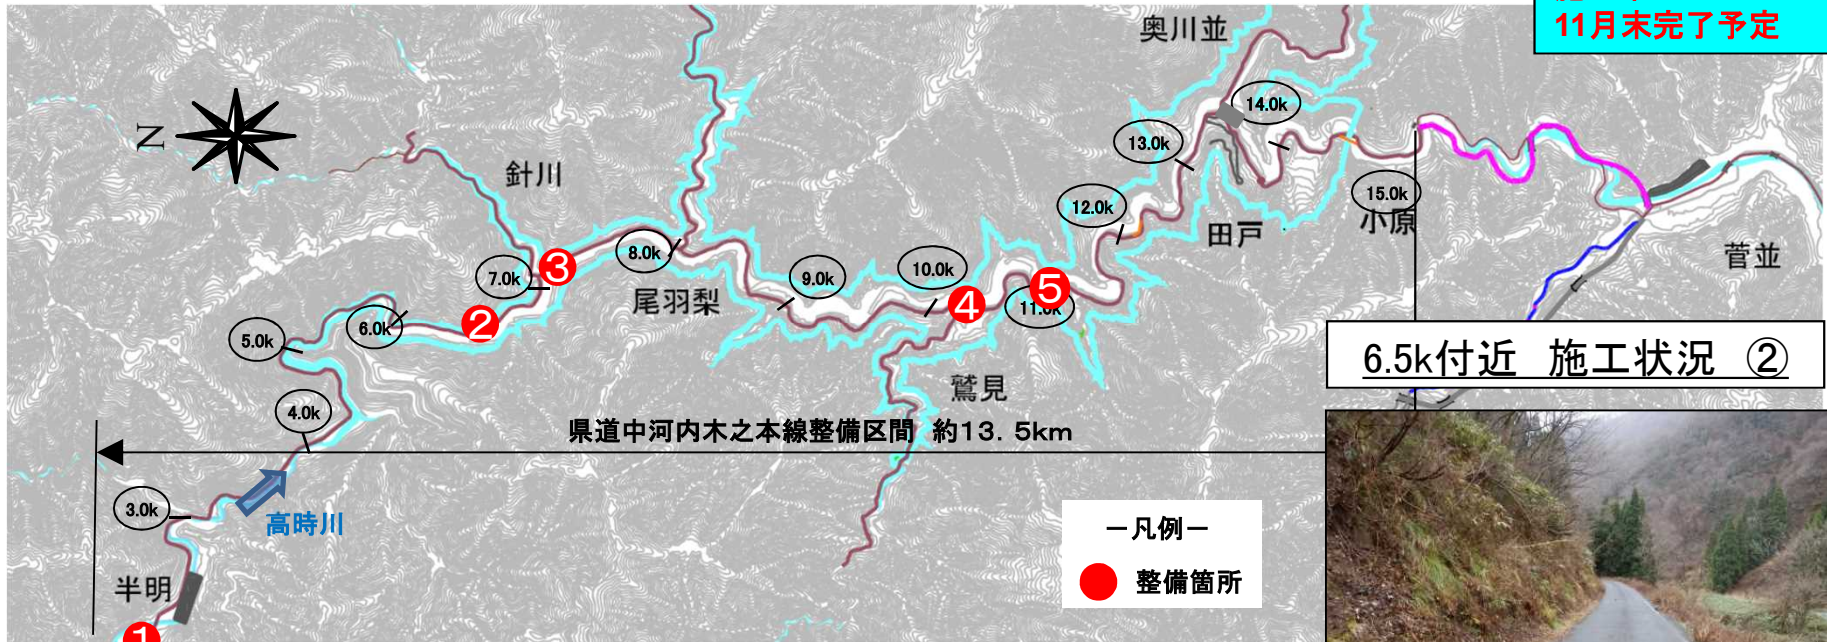 11月末完了予定
奥川並
N
14.0k
13.0k
針川
15.0k
12.0k
小原
田戸
菅並
8.0k
3
7.0k
9.0k
10.0k
5
11.0k
4
尾羽梨
2
6.0k
5.0k
6.5k付近 施工状況 ②
鷲見
4.0k
県道中河内木之本線整備区間 約13.5km
3.0k
高時川
－凡例－
整備箇所
半明
1